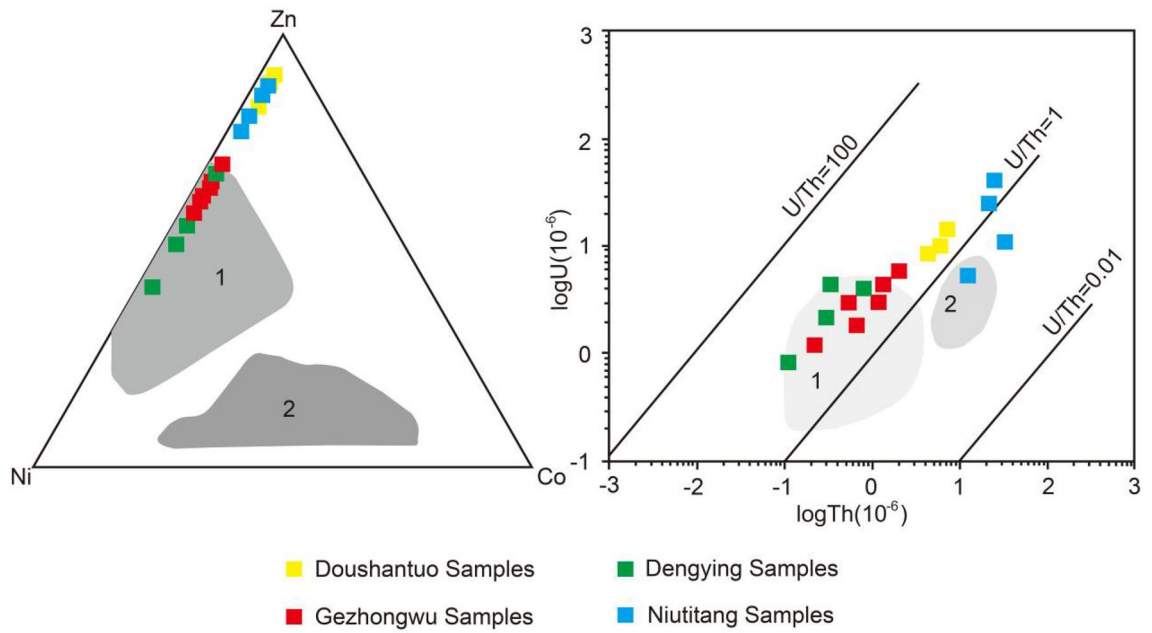 Zn
1
2
Ni
Co
3
2
1
0
-1
logU(10-6)
U/Th=100
U/Th=1
U/Th=0.01
1
2
-3
-2
-1
0
1
2
3
logTh(10-6)
Doushantuo Samples
Dengying Samples
Gezhongwu Samples
Niutitang Samples